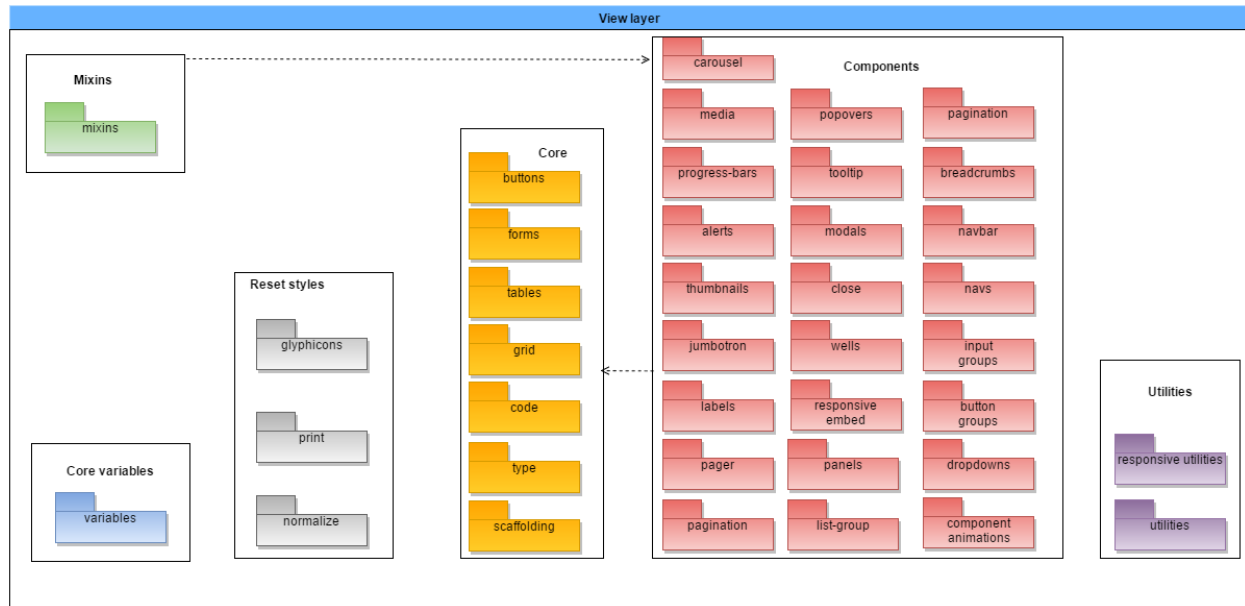 View layer
Mixins
mixins
Core variables
variables
Reset styles
glyphicons
print
normalize
Core
buttons
forms
tables
grid
code
type
scaffolding
Components
carousel
media
popovers
pagination
progress-bars
tooltip
breadcrumbs
alerts
modals
navbar
thumbnails
close
navs
jumbotron
wells
input
groups
labels
responsive
embed
button
groups
pager
panels
dropdowns
pagination
list-group
component
animations
Utilities
responsive utilities
utilities